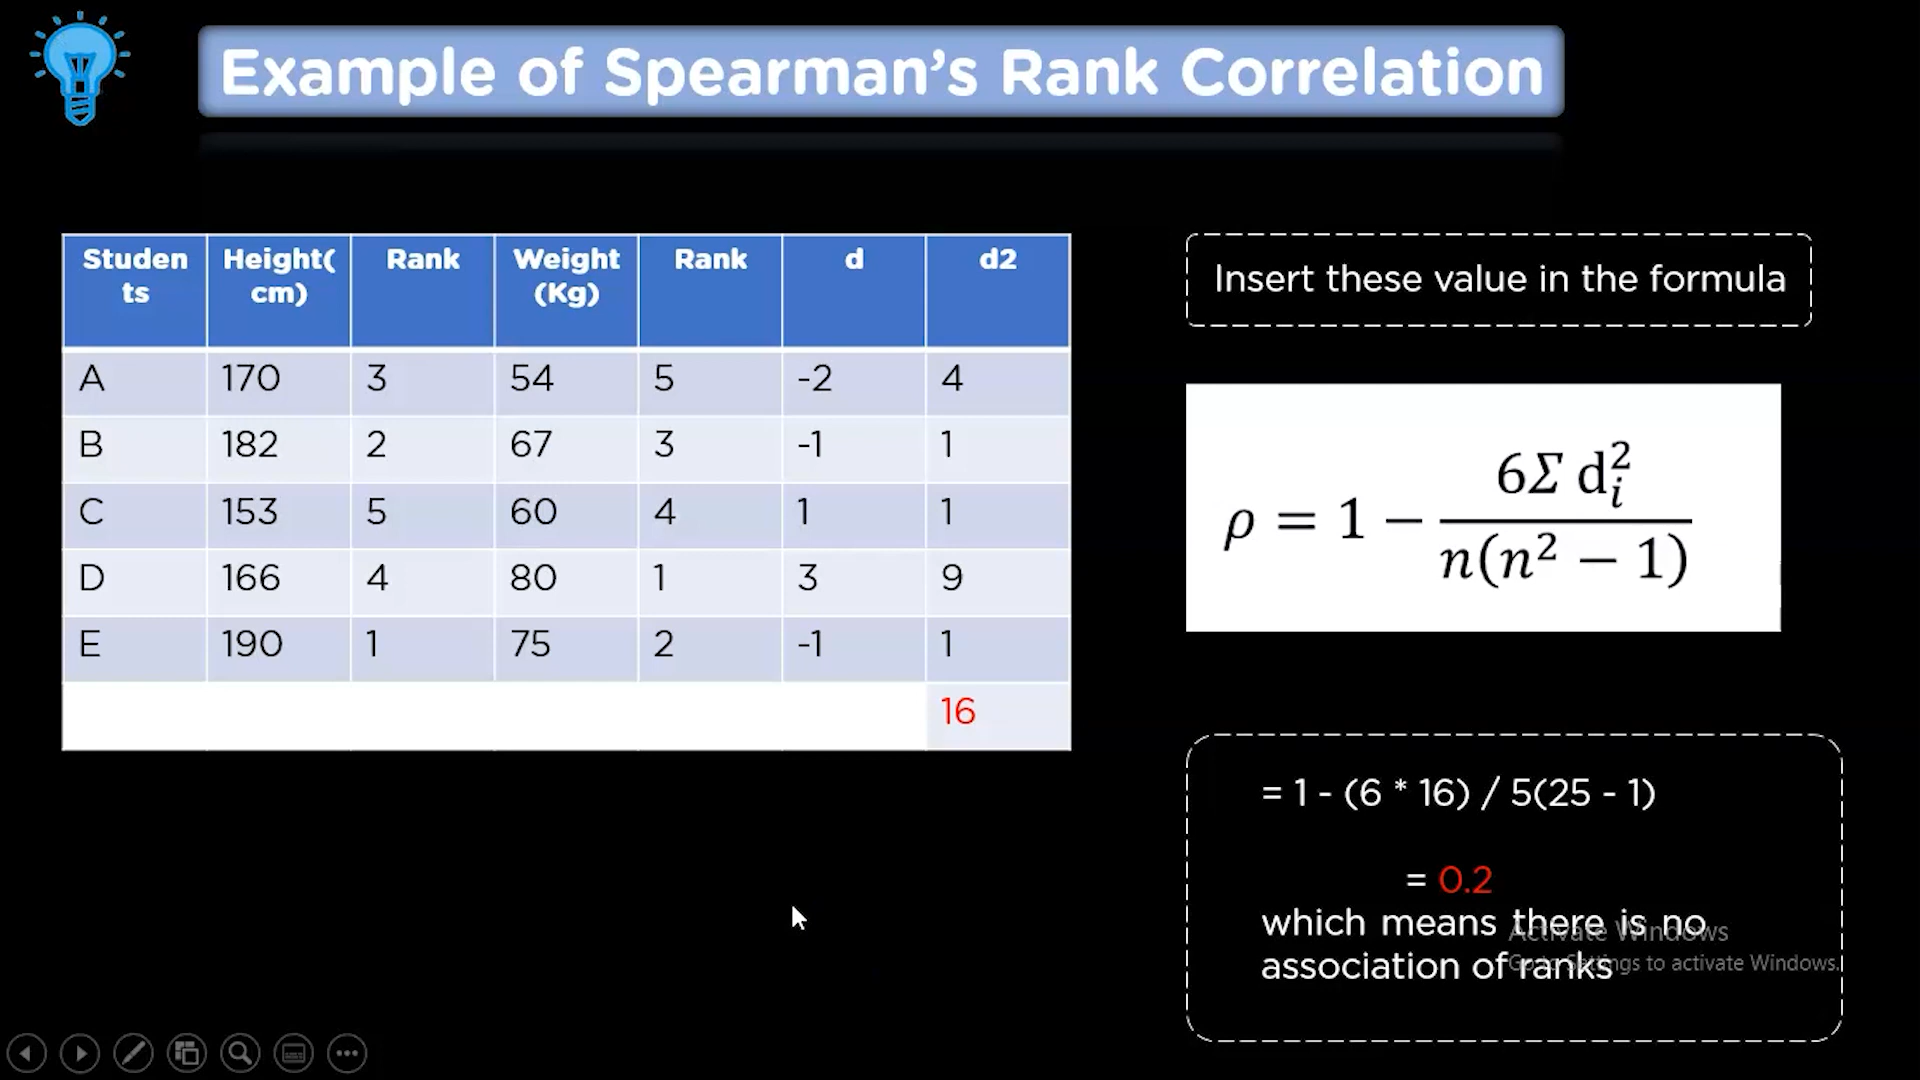 Example of Spearman's Rank Correlation
Studen
ts
Height(
cm)
Rank
Weight
(Kg)
Rank
d
d2
A 170 3 54 5 -2 4
B 182 2 67 3 -1 1
C 153 5 60 4 1 1
D 166 4 80 1 3 9
E 190 1 75 2 -1 1
16
Insert these value in the formula
ρ = 1 − 6Σ d_i^2 / n(n² − 1)
= 1 - (6 * 16) / 5(25 - 1)
= 0.2
which means there is no
association of ranks
Activate Windows
Go to Settings to activate Windows.